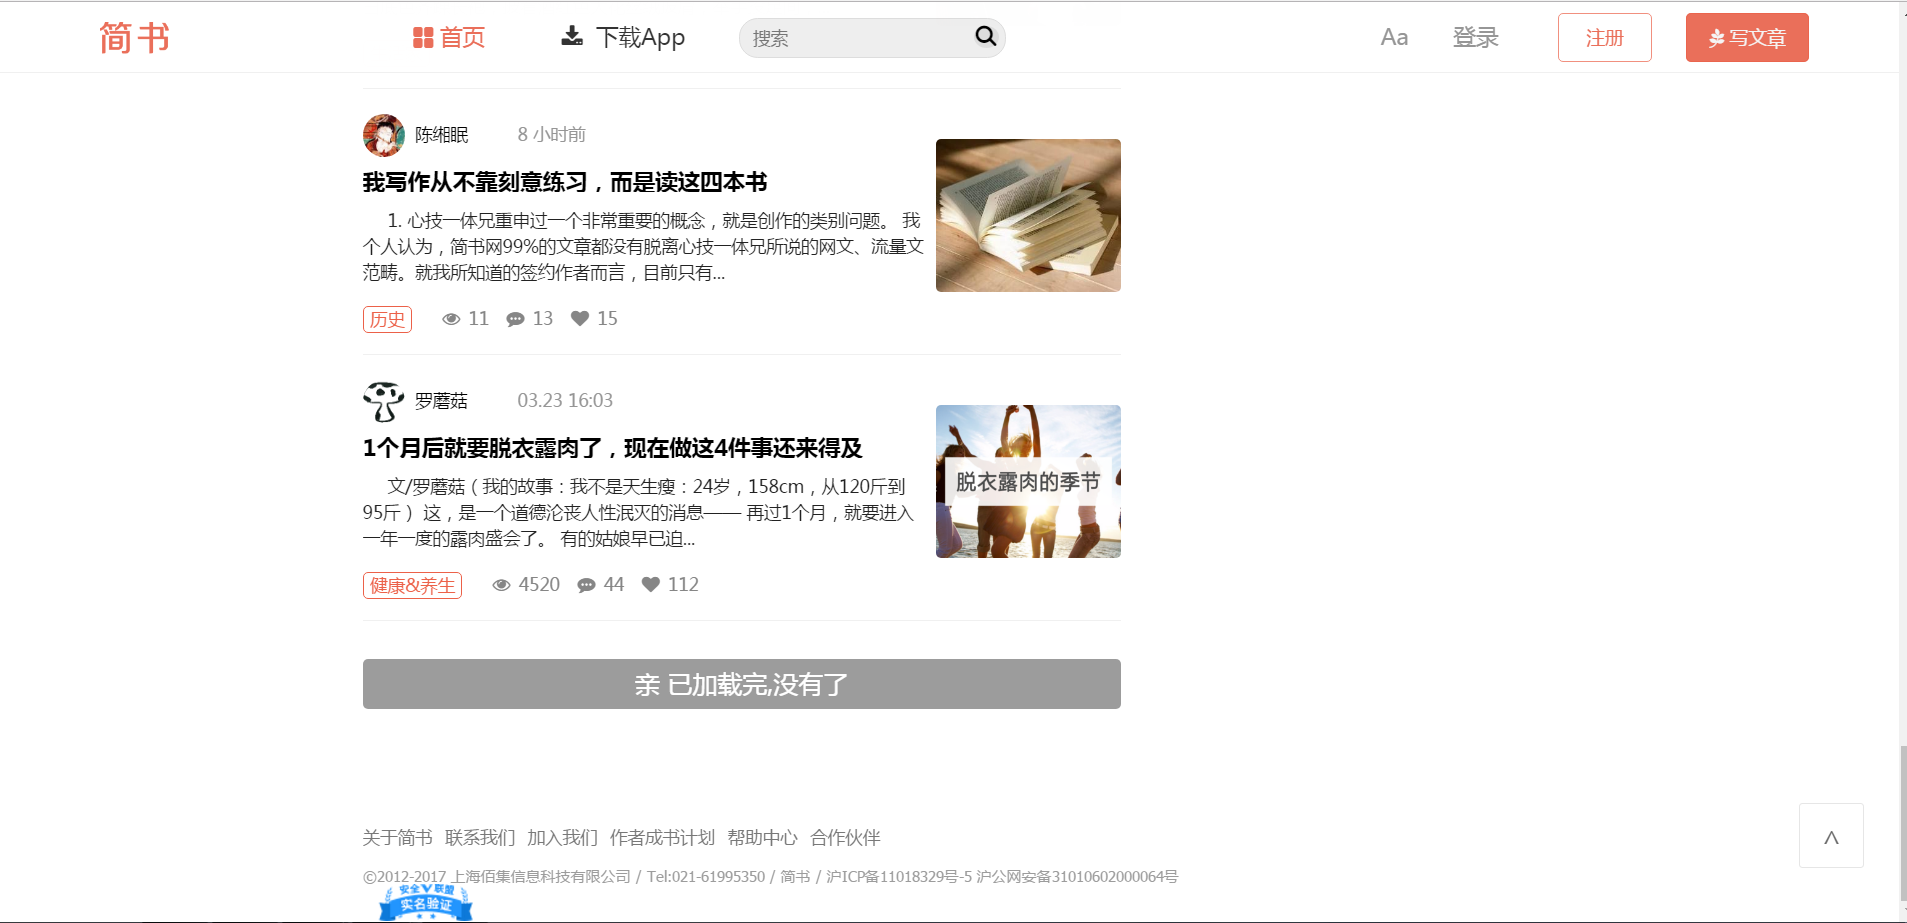 简书 首页 下载App 搜索 Aa 登录 注册 写文章
陈缃眠 8 小时前
我写作从不靠刻意练习，而是读这四本书
1. 心技一体兄重申过一个非常重要的概念，就是创作的类别问题。 我
个人认为，简书网99%的文章都没有脱离心技一体兄所说的网文、流量文
范畴。就我所知道的签约作者而言，目前只有...
历史 11 13 15
罗蘑菇 03.23 16:03
1个月后就要脱衣露肉了，现在做这4件事还来得及
脱衣露肉的季节
文/罗蘑菇（我的故事：我不是天生瘦：24岁，158cm，从120斤到
95斤） 这，是一个道德沦丧人性泯灭的消息—— 再过1个月，就要进入
一年一度的露肉盛会了。 有的姑娘早已迫...
健康&养生 4520 44 112
亲 已加载完,没有了
关于简书 联系我们 加入我们 作者成书计划 帮助中心 合作伙伴
©2012-2017 上海佰集信息科技有限公司 / Tel:021-61995350 / 简书 / 沪ICP备11018329号-5 沪公网安备31010602000064号
安全V联盟
实名验证